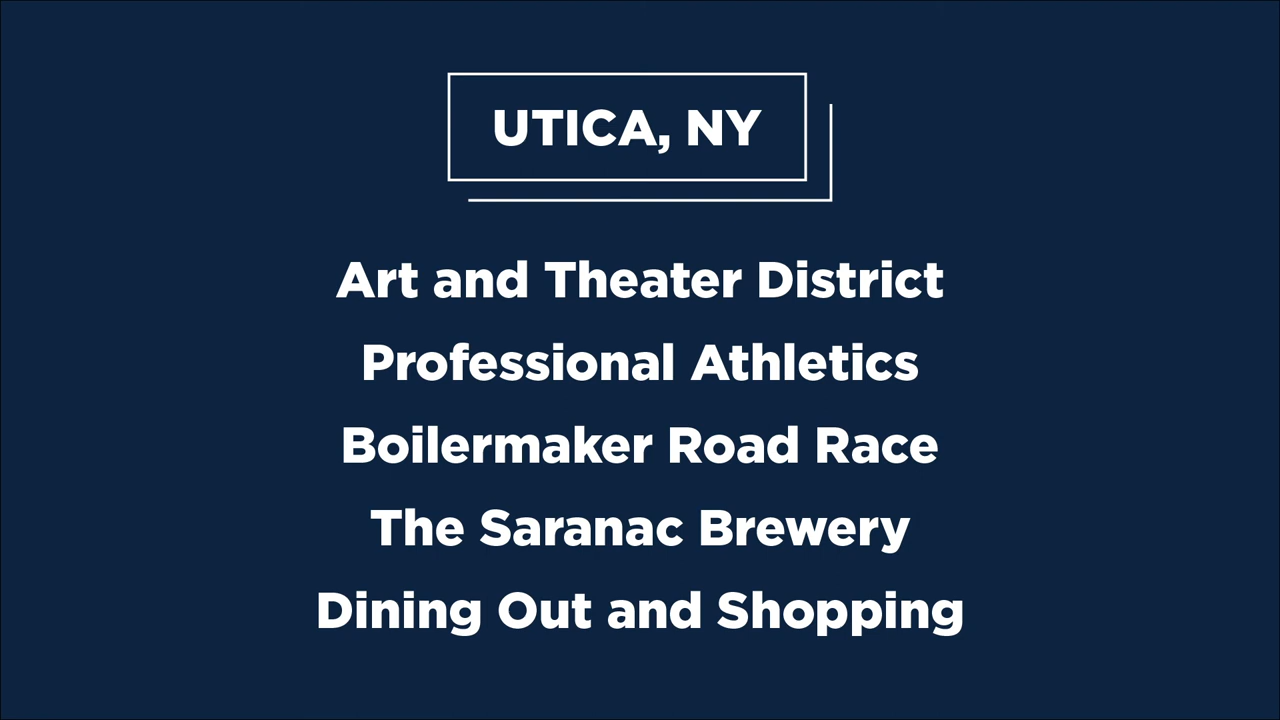 UTICA, NY
Art and Theater District
Professional Athletics
Boilermaker Road Race
The Saranac Brewery
Dining Out and Shopping